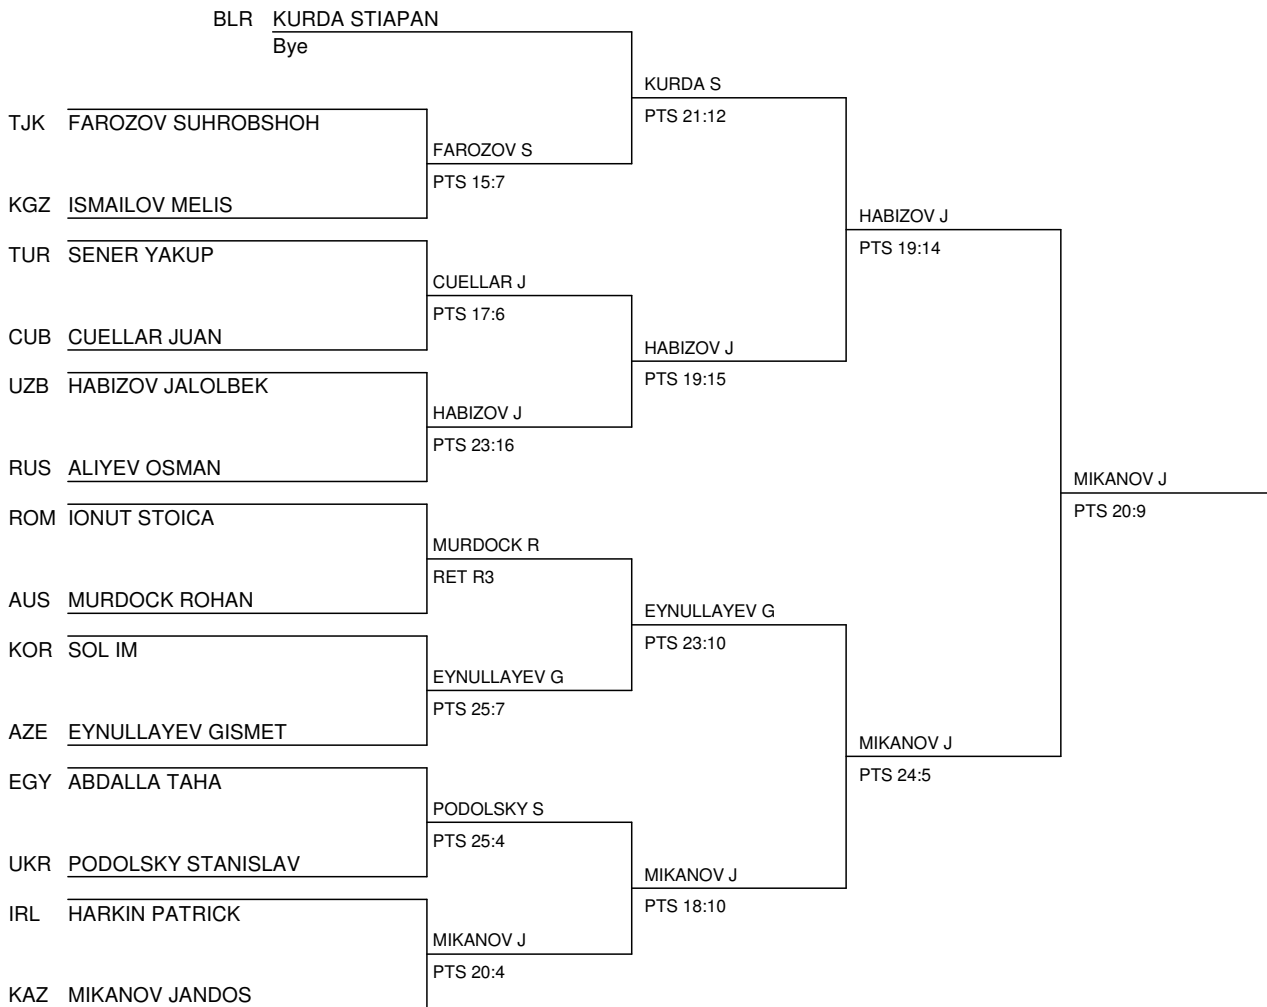 BLR KURDA STIAPAN
Bye
KURDA S
PTS 21:12
TJK FAROZOV SUHROBSHOH
FAROZOV S
PTS 15:7
KGZ ISMAILOV MELIS
HABIZOV J
PTS 19:14
TUR SENER YAKUP
CUELLAR J
PTS 17:6
CUB CUELLAR JUAN
HABIZOV J
PTS 19:15
UZB HABIZOV JALOLBEK
HABIZOV J
PTS 23:16
RUS ALIYEV OSMAN
MIKANOV J
PTS 20:9
ROM IONUT STOICA
MURDOCK R
RET R3
AUS MURDOCK ROHAN
EYNULLAYEV G
PTS 23:10
KOR SOL IM
EYNULLAYEV G
PTS 25:7
AZE EYNULLAYEV GISMET
MIKANOV J
PTS 24:5
EGY ABDALLA TAHA
PODOLSKY S
PTS 25:4
UKR PODOLSKY STANISLAV
MIKANOV J
PTS 18:10
IRL HARKIN PATRICK
MIKANOV J
PTS 20:4
KAZ MIKANOV JANDOS